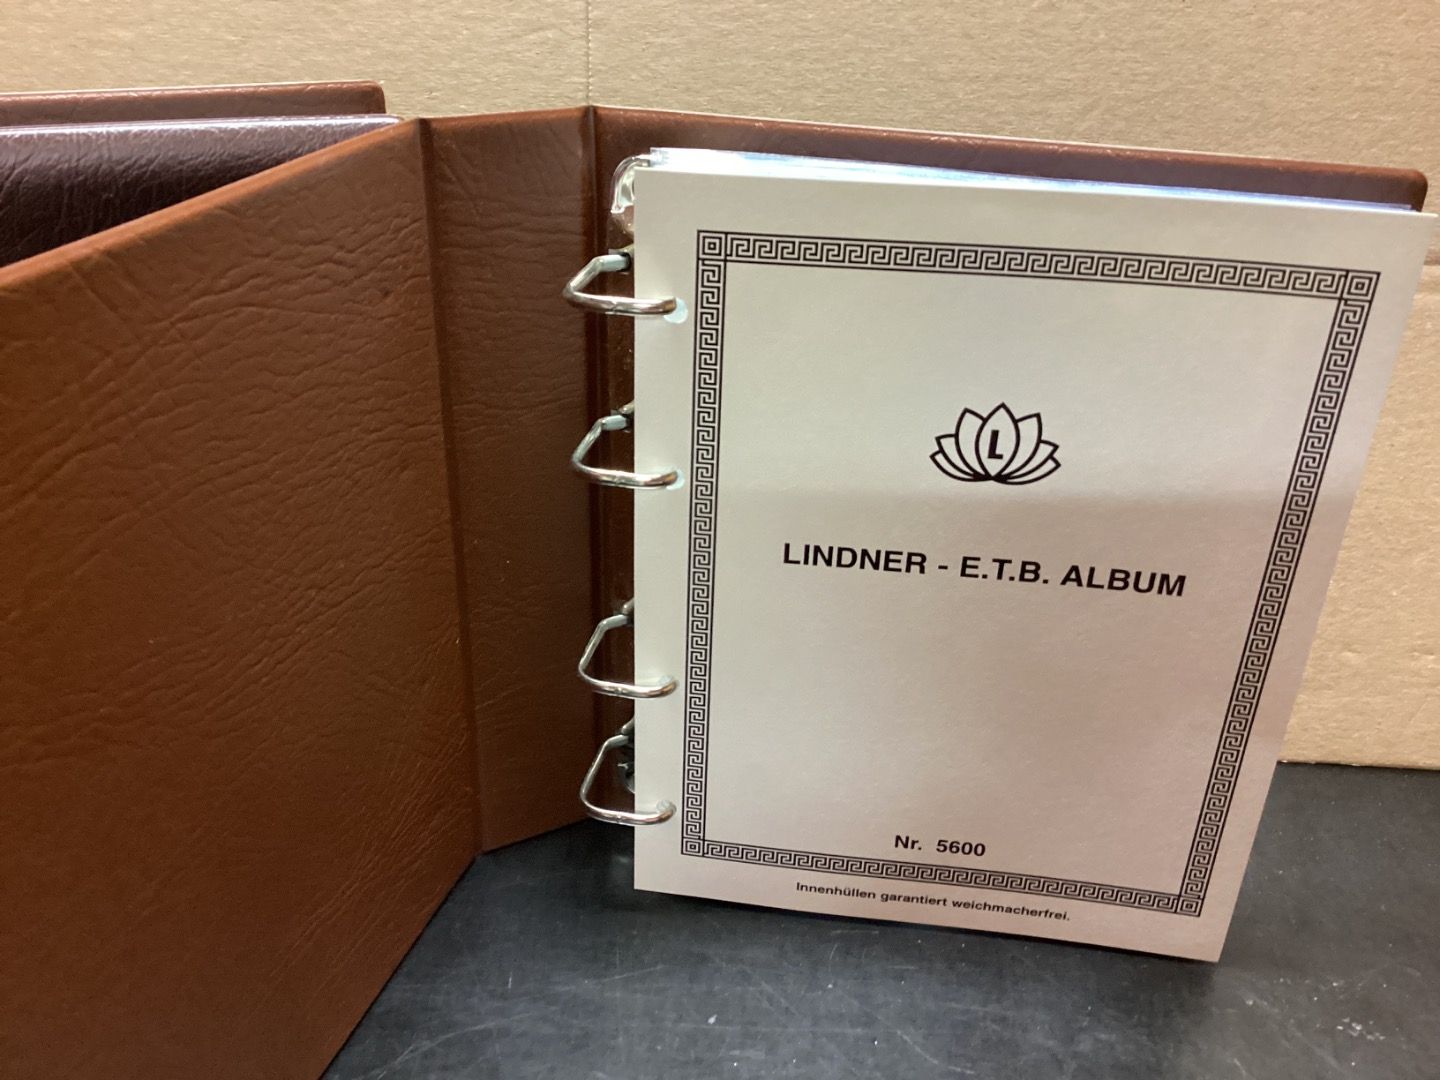 L
LINDNER - E.T.B. ALBUM
Nr. 5600
Innenhüllen garantiert weichmacherfrei.